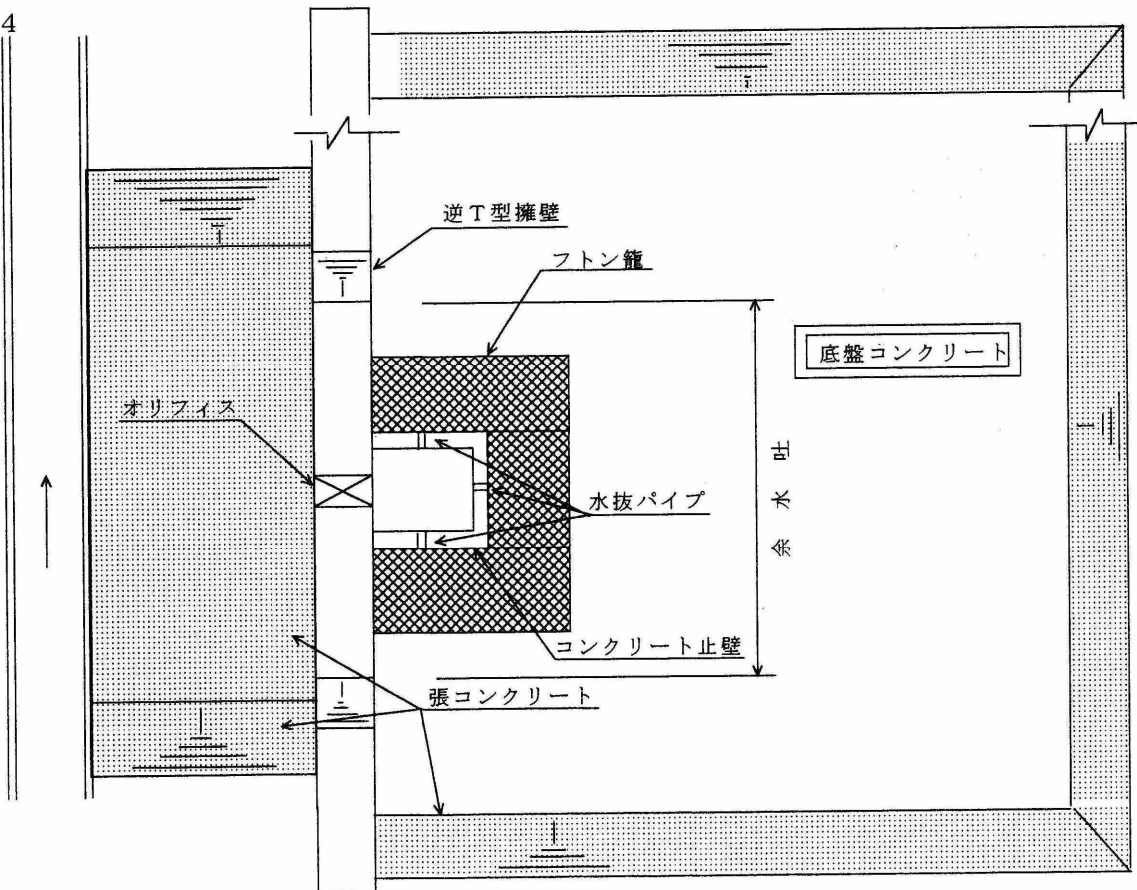 4
逆T型擁壁
フトン籠
底盤コンクリート
オリフィス
余水吐
水抜パイプ
コンクリート止壁
張コンクリート